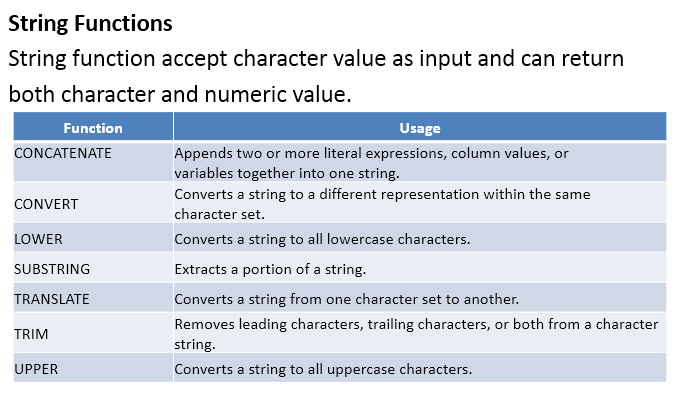 String Functions
String function accept character value as input and can return
both character and numeric value.
Function Usage
CONCATENATE Appends two or more literal expressions, column values, or
variables together into one string.
CONVERT Converts a string to a different representation within the same
character set.
LOWER Converts a string to all lowercase characters.
SUBSTRING Extracts a portion of a string.
TRANSLATE Converts a string from one character set to another.
TRIM Removes leading characters, trailing characters, or both from a character
string.
UPPER Converts a string to all uppercase characters.